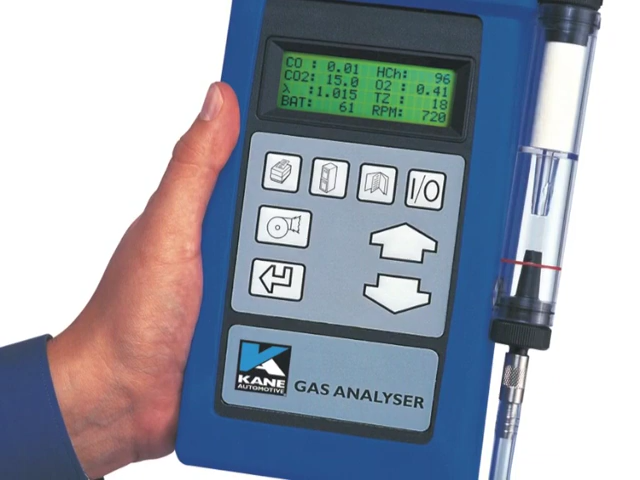 CO : 0.01 HCh: 96
CO2: 15.0 O2 : 0.41
λ :1.015 TZ : 18
BAT: 61 RPM: 720
I/O
KANE
AUTOMOTIVE
GAS ANALYSER